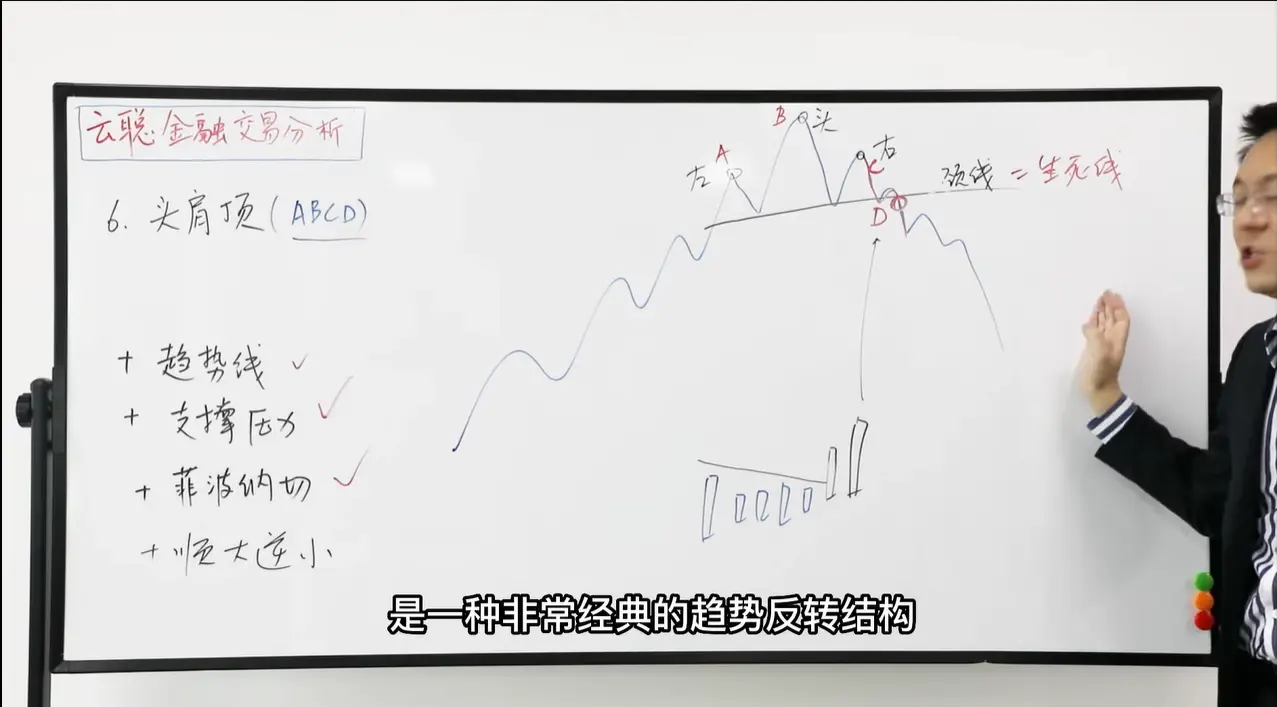 云聪金融交易分析
6. 头肩顶(ABCD)
B 头
A
左
右
C
颈线 = 生死线
D
+ 趋势线 ✓
+ 支撑压力 ✓
+ 菲波纳切 ✓
+ 顺大逆小
是一种非常经典的趋势反转结构